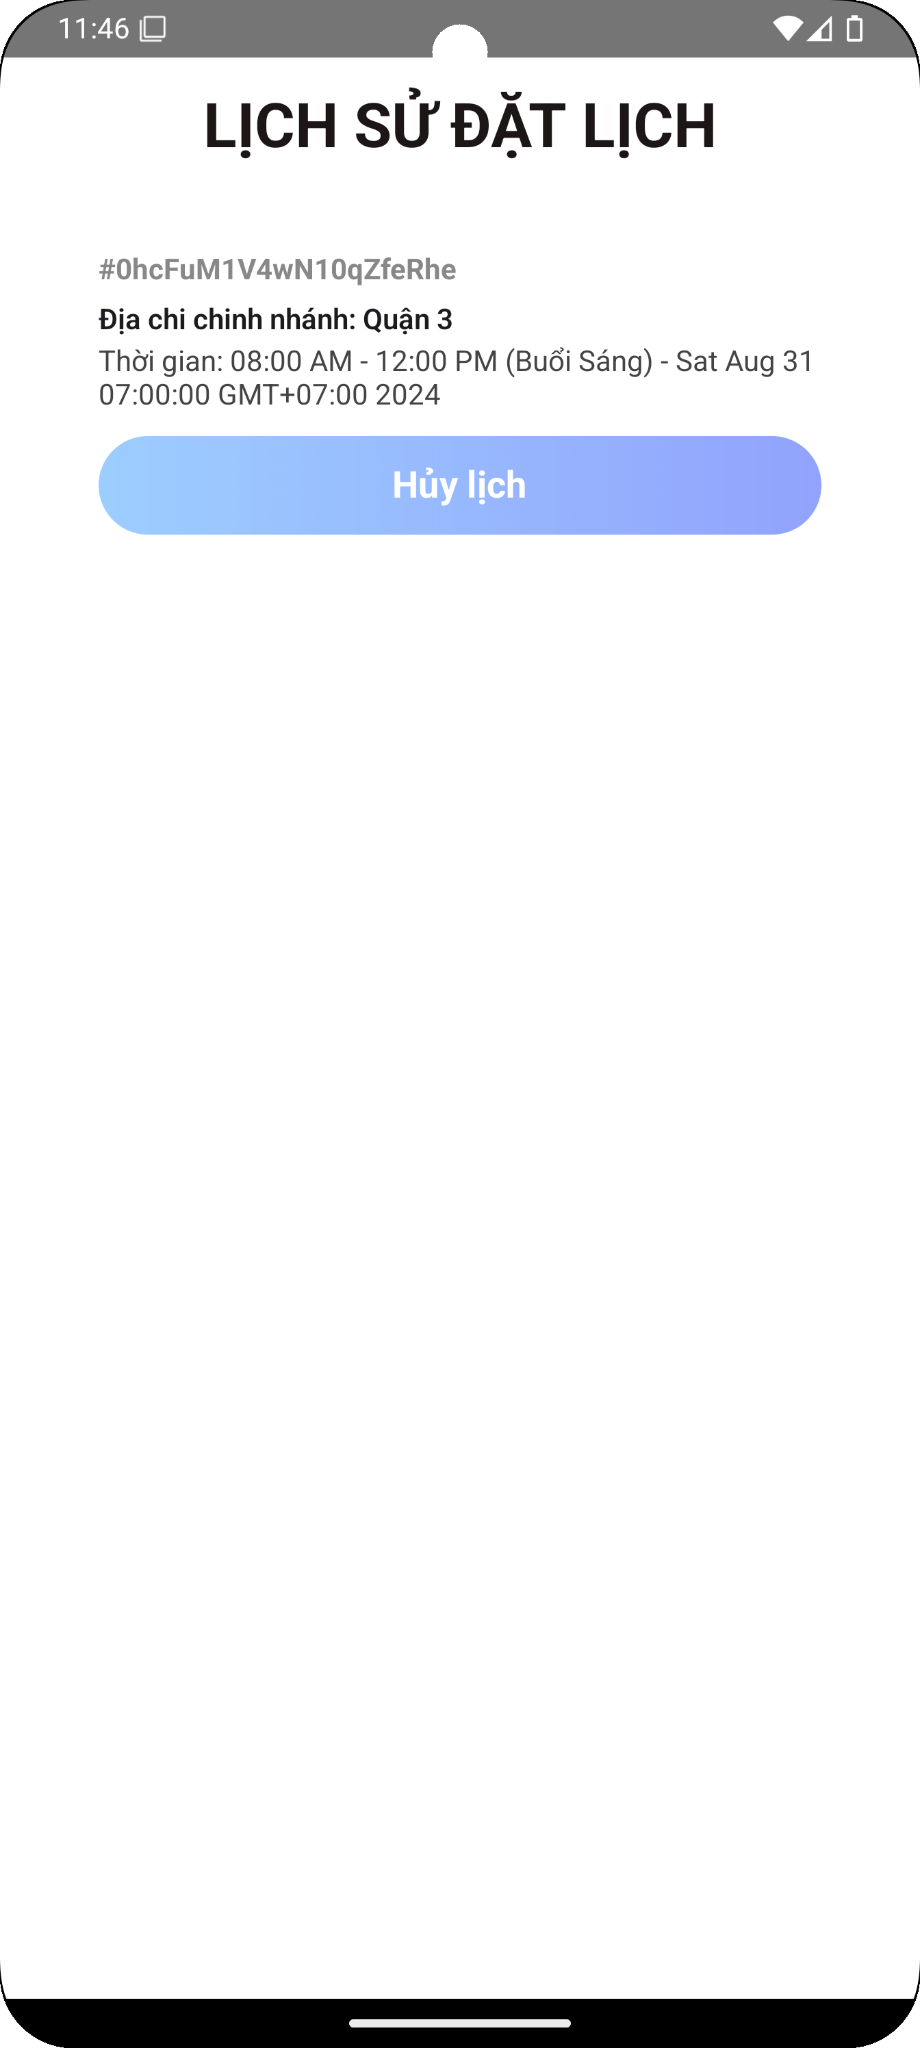 11:46
LỊCH SỬ ĐẶT LỊCH
#0hcFuM1V4wN10qZfeRhe
Địa chi chinh nhánh: Quận 3
Thời gian: 08:00 AM - 12:00 PM (Buổi Sáng) - Sat Aug 31
07:00:00 GMT+07:00 2024
Hủy lịch